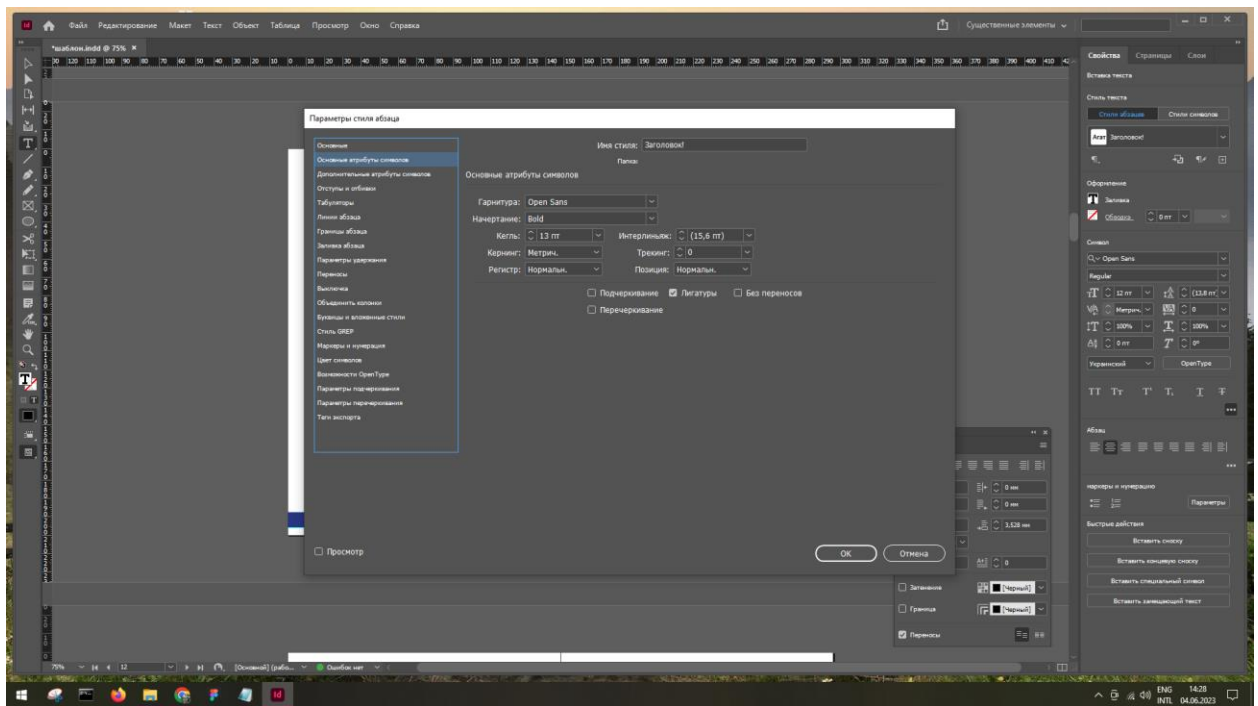 Id Файл Редактирование Макет Текст Объект Таблица Просмотр Окно Справка Существенные элементы
*шаблон.indd @ 75%
Свойства Страницы Слои
Вставка текста
Стиль текста
Стили абзацев Стили символов
Агат Заголовок!
Оформление
Заливка
Обводка 0 пт
Символ
Open Sans
Regular
12 пт (13,8 пт)
Метрич. 0
100% 100%
0 пт 0°
Украинский OpenType
Абзац
маркеры и нумерация
Параметры
Быстрые действия
Вставить сноску
Вставить концевую сноску
Вставить специальный символ
Вставить замещающий текст
Параметры стиля абзаца
Основные
Основные атрибуты символов
Дополнительные атрибуты символов
Отступы и отбивки
Табуляторы
Линии абзаца
Границы абзаца
Заливка абзаца
Параметры удержания
Переносы
Выключка
Объединить колонки
Буквицы и вложенные стили
Стиль GREP
Маркеры и нумерация
Цвет символов
Возможности OpenType
Параметры подчеркивания
Параметры перечеркивания
Теги экспорта
Имя стиля: Заголовок!
Папка:
Основные атрибуты символов
Гарнитура: Open Sans
Начертание: Bold
Кегль: 13 пт Интерлиньяж: (15,6 пт)
Кернинг: Метрич. Трекинг: 0
Регистр: Нормальн. Позиция: Нормальн.
Подчеркивание Лигатуры Без переносов
Перечеркивание
Просмотр OK Отмена
0 мм
0 мм
3,528 мм
0
Затенение [Черный]
Граница [Черный]
Переносы
75% 12 [Основной] (рабо... Ошибок нет
ENG 14:28
INTL 04.06.2023